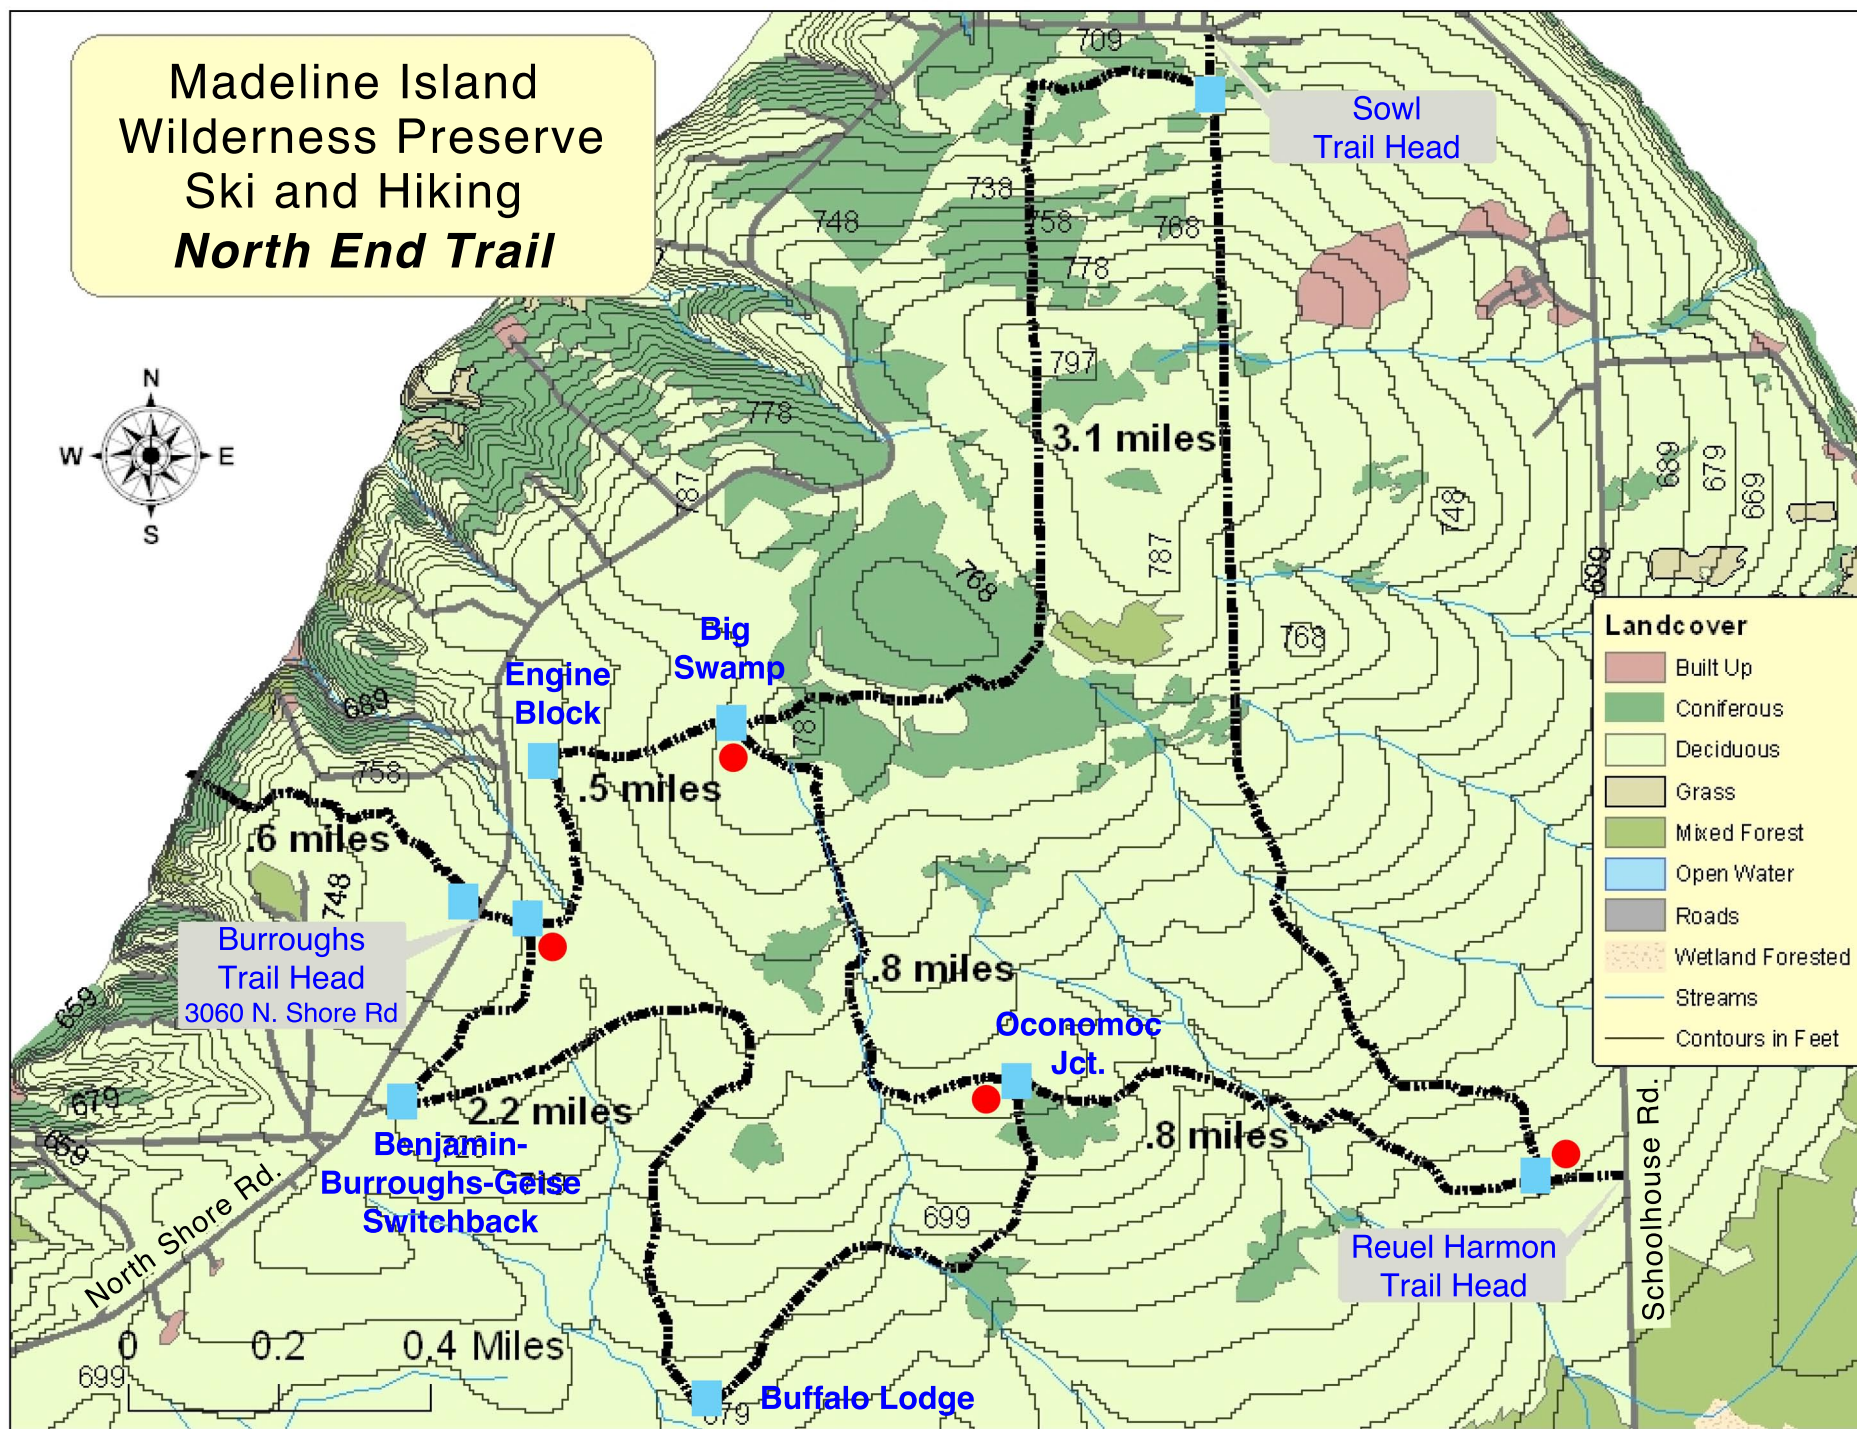 Madeline Island
Wilderness Preserve
Ski and Hiking
North End Trail
709
Sowl
Trail Head
738
748
758
768
778
797
778
N
W
E
S
3.1 miles
787
787
748
689
679
669
699
768
768
Big
Swamp
Engine
Block
689
78
758
.5 miles
.6 miles
748
Burroughs
Trail Head
3060 N. Shore Rd
659
.8 miles
Oconomoc
Jct.
679
659
2.2 miles
.8 miles
Benjamin-
Burroughs-Geise
Switchback
699
North Shore Rd.
Reuel Harmon
Trail Head
Schoolhouse Rd.
0 0.2 0.4 Miles
699
Buffalo Lodge
679
Landcover
Built Up
Coniferous
Deciduous
Grass
Mixed Forest
Open Water
Roads
Wetland Forested
Streams
Contours in Feet